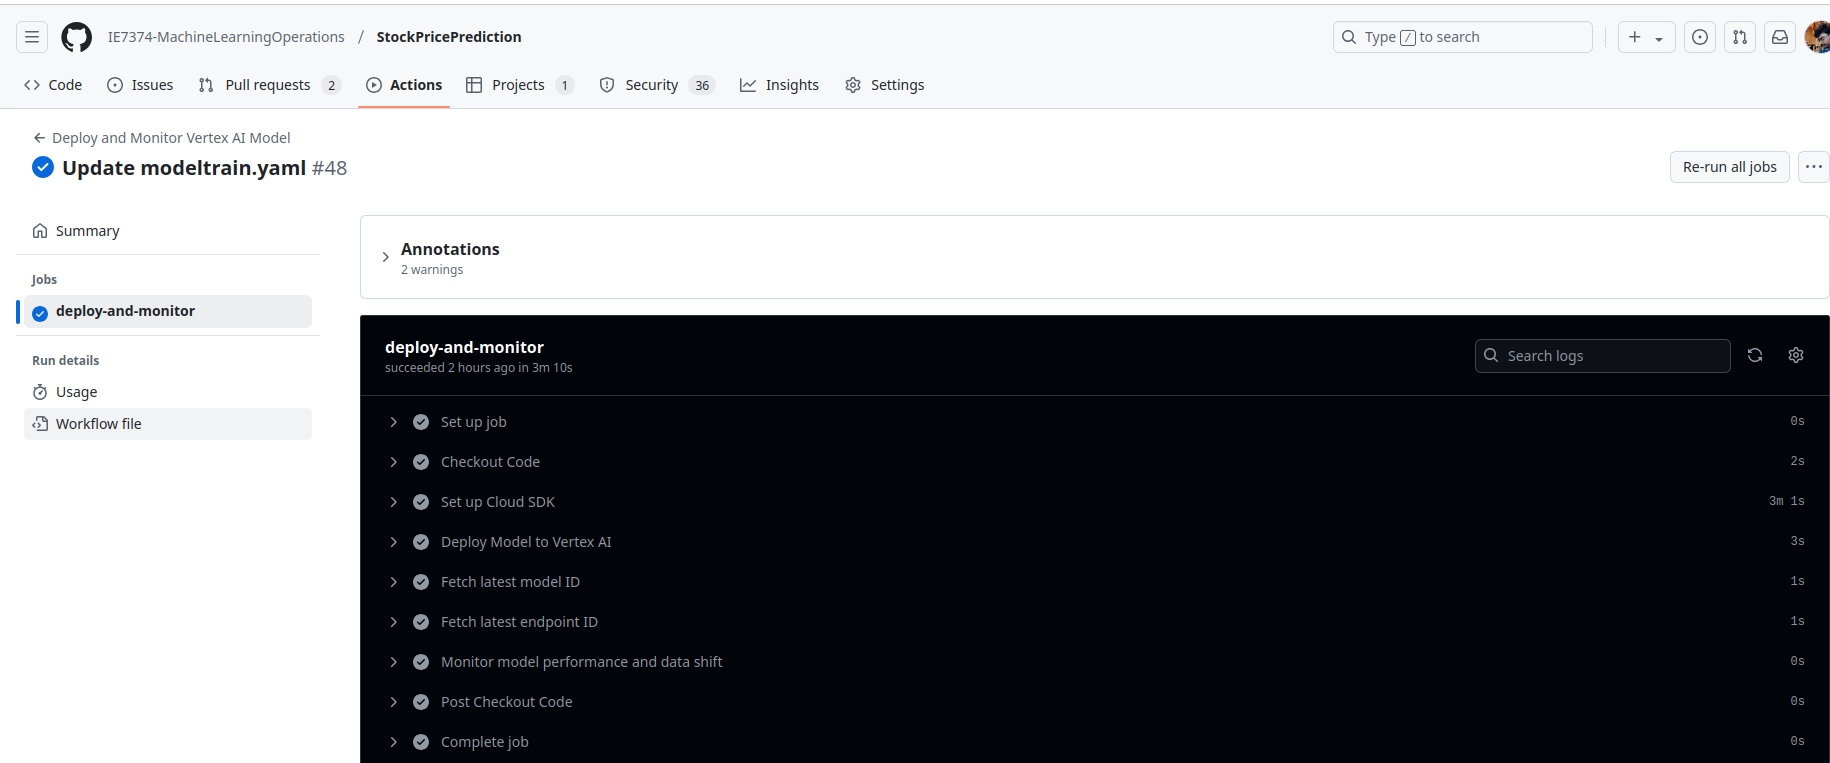 IE7374-MachineLearningOperations / StockPricePrediction
Type / to search
Code
Issues
Pull requests 2
Actions
Projects 1
Security 36
Insights
Settings
Deploy and Monitor Vertex AI Model
Update modeltrain.yaml #48
Re-run all jobs
Summary
Jobs
deploy-and-monitor
Run details
Usage
Workflow file
Annotations
2 warnings
deploy-and-monitor
succeeded 2 hours ago in 3m 10s
Search logs
Set up job 0s
Checkout Code 2s
Set up Cloud SDK 3m 1s
Deploy Model to Vertex AI 3s
Fetch latest model ID 1s
Fetch latest endpoint ID 1s
Monitor model performance and data shift 0s
Post Checkout Code 0s
Complete job 0s